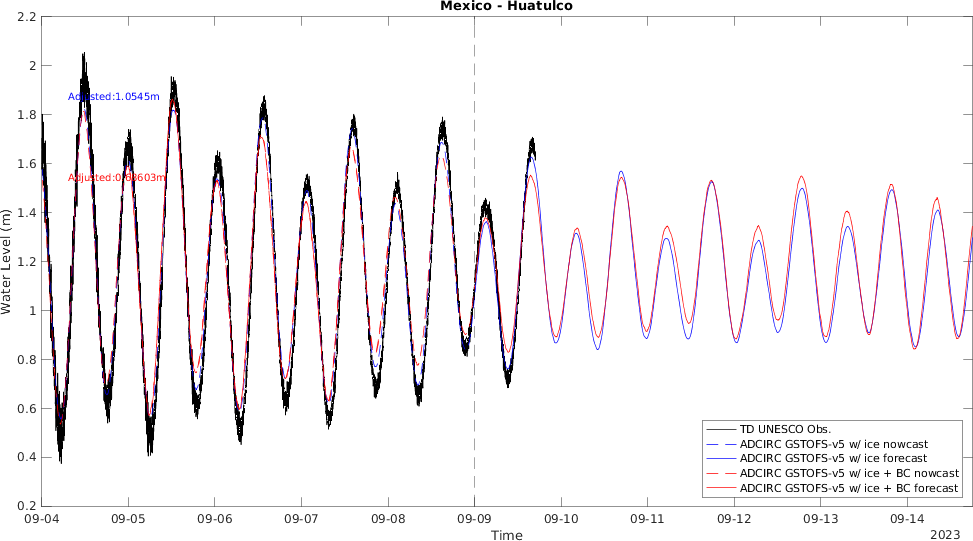 Mexico - Huatulco
2.2
2
1.8
1.6
1.4
1.2
1
0.8
0.6
0.4
0.2
Water Level (m)
Adjusted:1.0545m
Adjusted:0.68603m
TD UNESCO Obs.
ADCIRC GSTOFS-v5 w/ ice nowcast
ADCIRC GSTOFS-v5 w/ ice forecast
ADCIRC GSTOFS-v5 w/ ice + BC nowcast
ADCIRC GSTOFS-v5 w/ ice + BC forecast
09-04 09-05 09-06 09-07 09-08 09-09 09-10 09-11 09-12 09-13 09-14
Time
2023